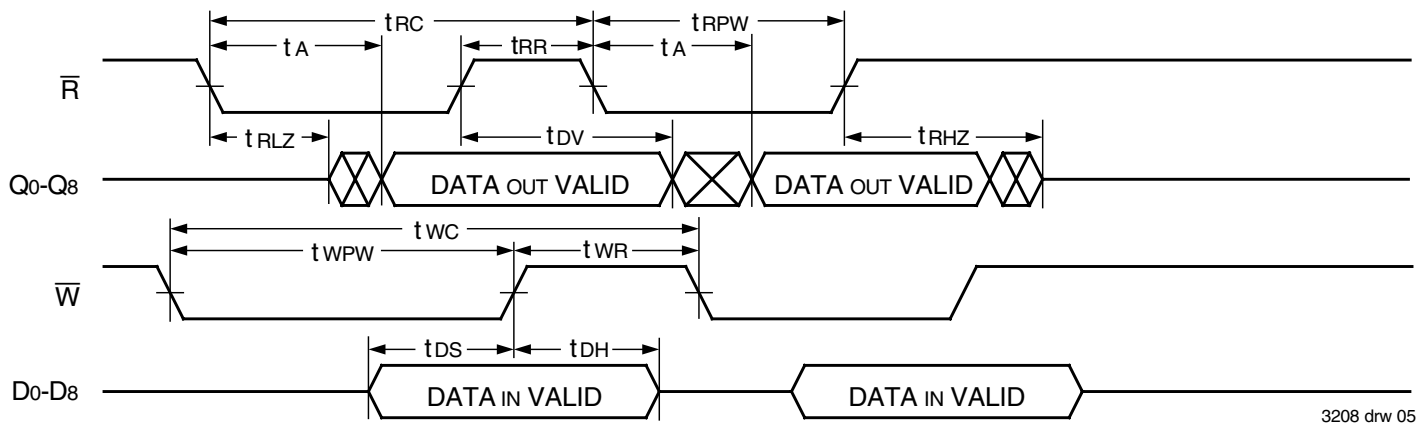 tRC tRPW
tA tRR tA
R̅
tRLZ tDV tRHZ
Q0-Q8 DATA OUT VALID DATA OUT VALID
tWC
tWPW tWR
W̅
tDS tDH
D0-D8 DATA IN VALID DATA IN VALID
3208 drw 05